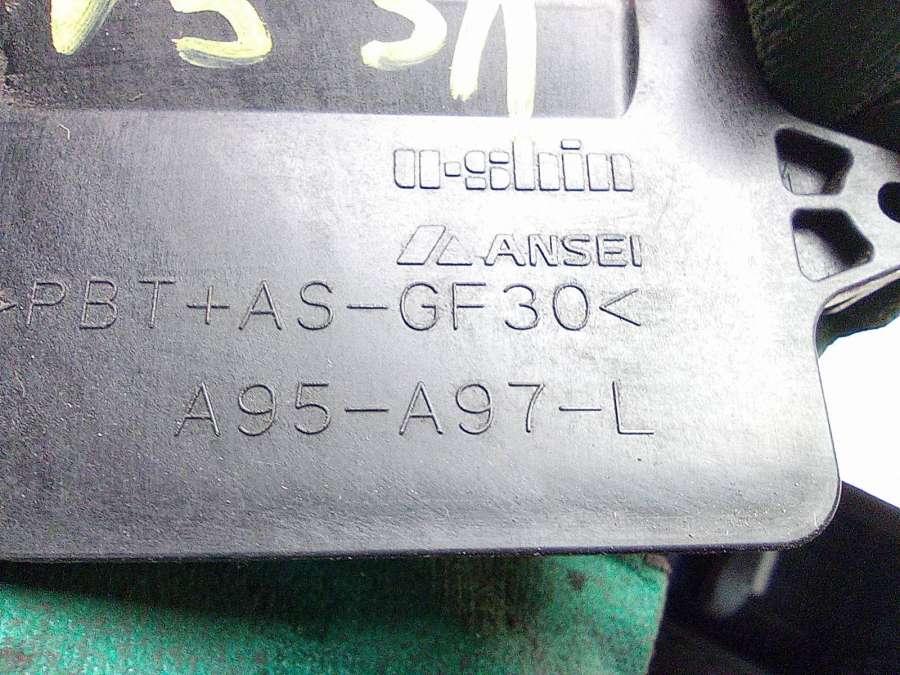 u-shin
ANSEI
>PBT+AS-GF30<
A95-A97-L